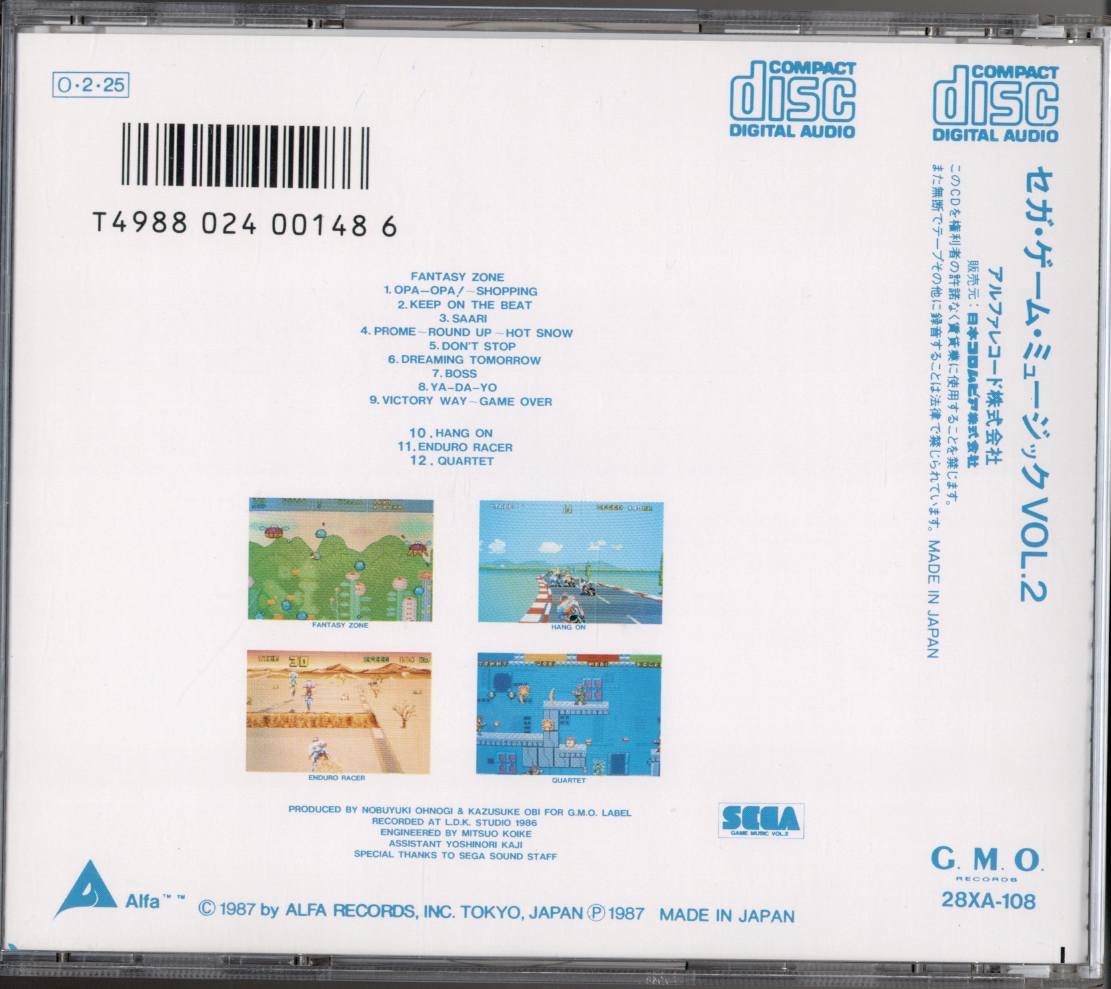 O・2・25
COMPACT
disc
DIGITAL AUDIO
COMPACT
disc
DIGITAL AUDIO
T4988 024 00148 6
FANTASY ZONE
1. OPA-OPA!~SHOPPING
2. KEEP ON THE BEAT
3. SAARI
4. PROME~ROUND UP~HOT SNOW
5. DON'T STOP
6. DREAMING TOMORROW
7. BOSS
8. YA-DA-YO
9. VICTORY WAY~GAME OVER
10. HANG ON
11. ENDURO RACER
12. QUARTET
FANTASY ZONE
HANG ON
ENDURO RACER
QUARTET
PRODUCED BY NOBUYUKI OHNOGI & KAZUSUKE OBI FOR G.M.O. LABEL
RECORDED AT L.D.K. STUDIO 1986
ENGINEERED BY MITSUO KOIKE
ASSISTANT YOSHINORI KAJI
SPECIAL THANKS TO SEGA SOUND STAFF
SEGA
GAME MUSIC VOL.2
Alfa™ ™
© 1987 by ALFA RECORDS, INC. TOKYO, JAPAN Ⓟ 1987 MADE IN JAPAN
セガ・ゲーム・ミュージック VOL.2
アルファレコード株式会社
販売元：日本コロムビア株式会社
このCDを権利者の許諾なく賃貸業に使用することを禁じます。
また無断でテープその他に録音することは法律で禁じられています。 MADE IN JAPAN
G. M. O.
RECORDS
28XA-108